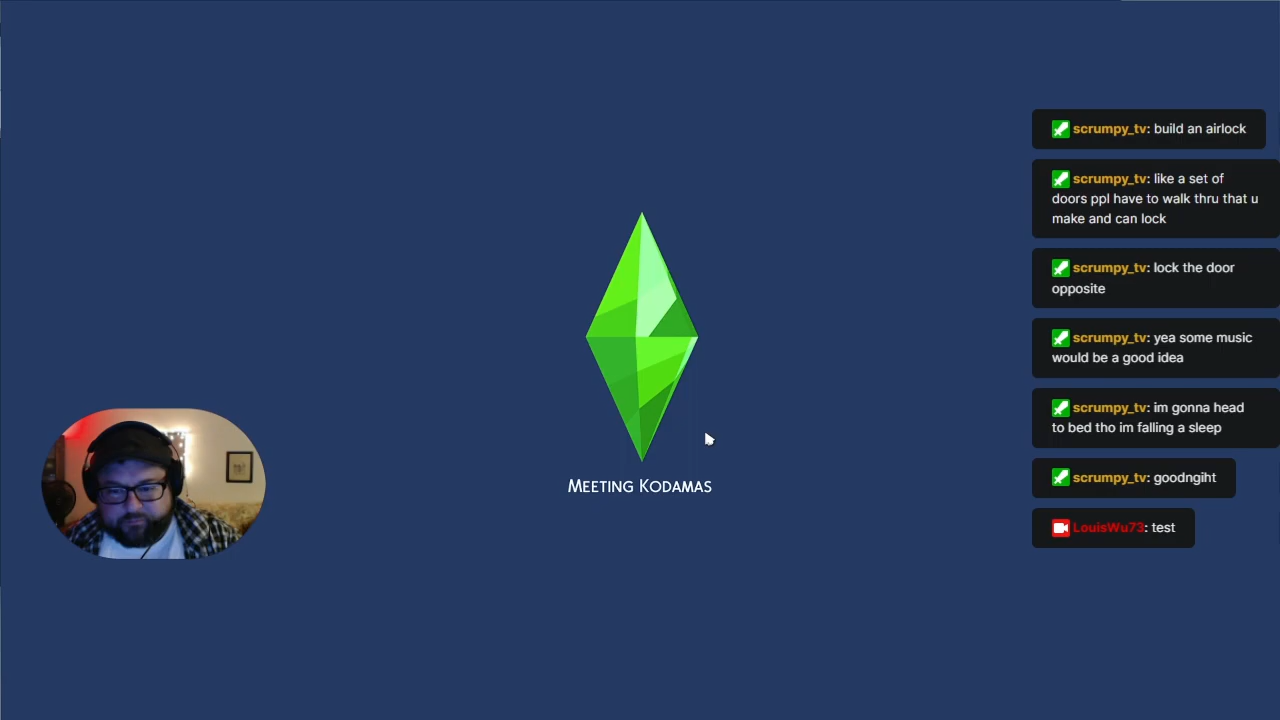 scrumpy_tv: build an airlock
scrumpy_tv: like a set of
doors ppl have to walk thru that u
make and can lock
scrumpy_tv: lock the door
opposite
scrumpy_tv: yea some music
would be a good idea
scrumpy_tv: im gonna head
to bed tho im falling a sleep
MEETING KODAMAS
scrumpy_tv: goodngiht
LouisWu73: test